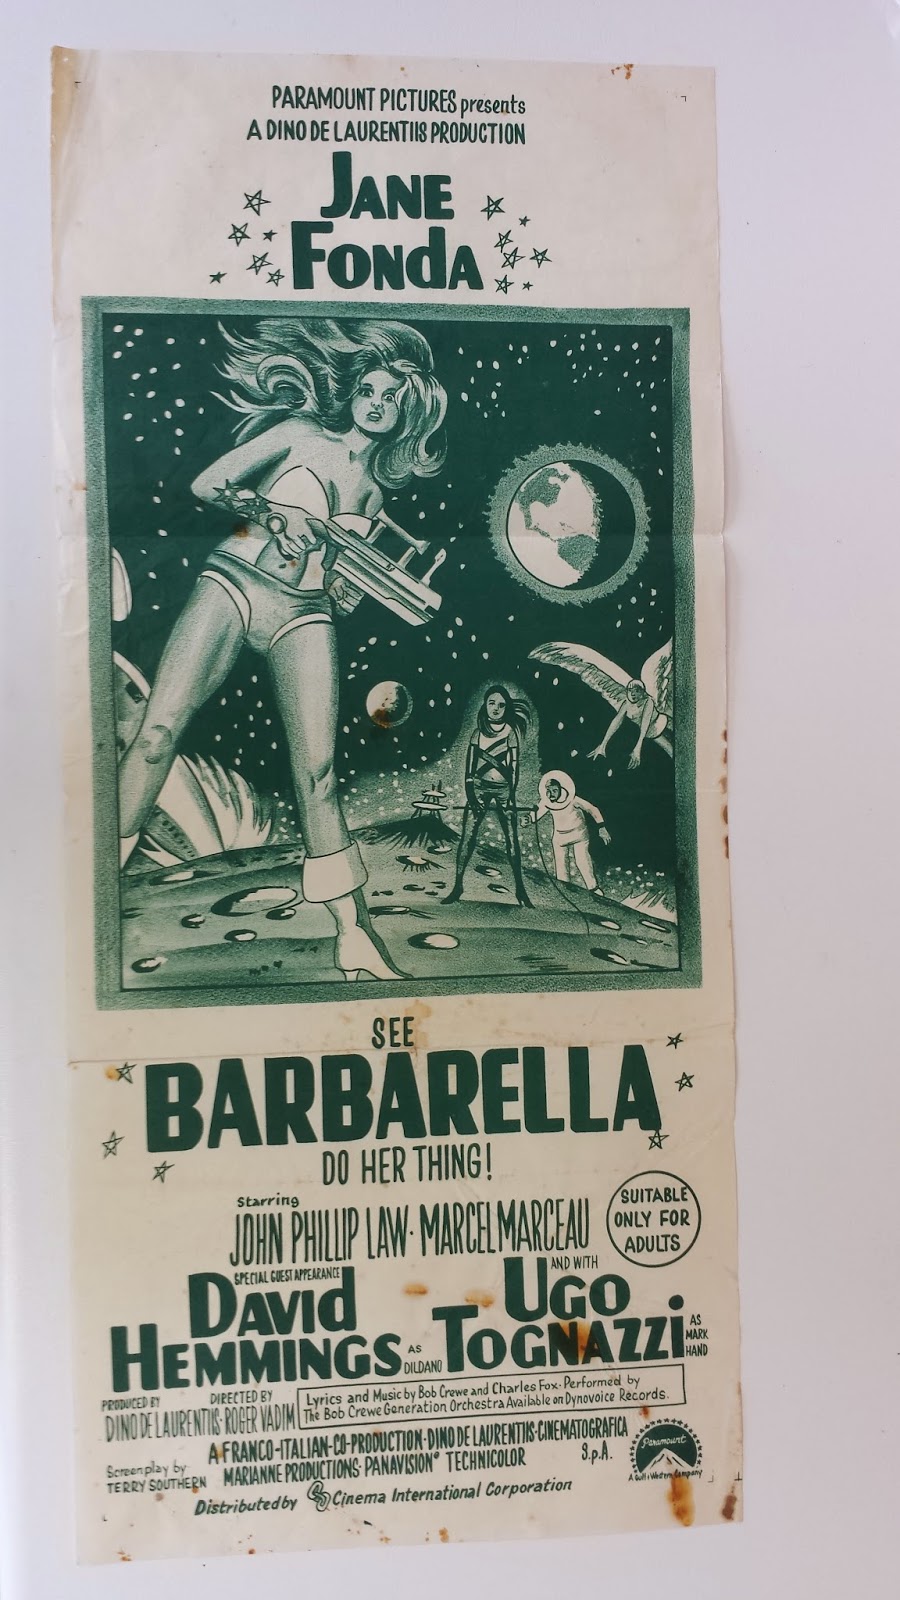 PARAMOUNT PICTURES presents
A DINO DE LAURENTIIS PRODUCTION
JANE
FONDA
SEE
BARBARELLA
DO HER THING!
Starring
JOHN PHILLIP LAW · MARCEL MARCEAU
SUITABLE
ONLY FOR
ADULTS
SPECIAL GUEST APPEARANCE
DAVID
HEMMINGS
AS
DILDANO
AND WITH
UGO
TOGNAZZI
AS
MARK
HAND
PRODUCED BY
DINO DE LAURENTIIS ·
DIRECTED BY
ROGER VADIM
Lyrics and Music by Bob Crewe and Charles Fox · Performed by
The Bob Crewe Generation Orchestra Available on Dynovoice Records.
A · FRANCO-ITALIAN-CO-PRODUCTION · DINO DE LAURENTIIS · CINEMATOGRAFICA
S.p.A.
MARIANNE PRODUCTIONS · PANAVISION® TECHNICOLOR
Screenplay by
TERRY SOUTHERN
Distributed by Cinema International Corporation
Paramount
A Gulf + Western Company